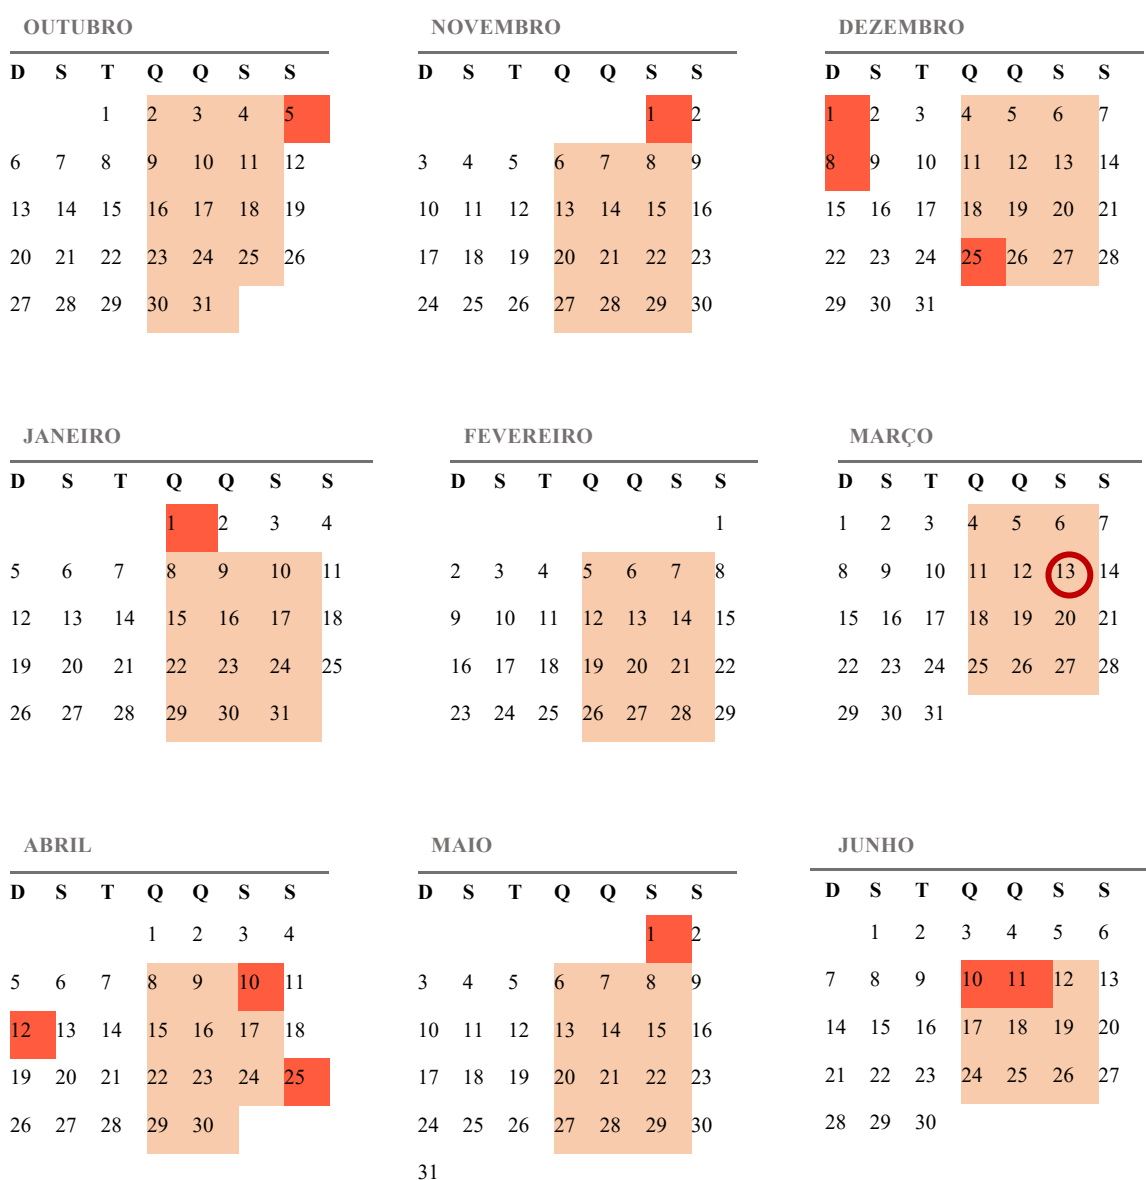 OUTUBRO NOVEMBRO DEZEMBRO
D S T Q Q S S D S T Q Q S S D S T Q Q S S
1 2 3 4 5 1 2 1 2 3 4 5 6 7
6 7 8 9 10 11 12 3 4 5 6 7 8 9 8 9 10 11 12 13 14
13 14 15 16 17 18 19 10 11 12 13 14 15 16 15 16 17 18 19 20 21
20 21 22 23 24 25 26 17 18 19 20 21 22 23 22 23 24 25 26 27 28
27 28 29 30 31 24 25 26 27 28 29 30 29 30 31
JANEIRO FEVEREIRO MARÇO
D S T Q Q S S D S T Q Q S S D S T Q Q S S
1 2 3 4 1 1 2 3 4 5 6 7
5 6 7 8 9 10 11 2 3 4 5 6 7 8 8 9 10 11 12 13 14
12 13 14 15 16 17 18 9 10 11 12 13 14 15 15 16 17 18 19 20 21
19 20 21 22 23 24 25 16 17 18 19 20 21 22 22 23 24 25 26 27 28
26 27 28 29 30 31 23 24 25 26 27 28 29 29 30 31
ABRIL MAIO JUNHO
D S T Q Q S S D S T Q Q S S D S T Q Q S S
1 2 3 4 1 2 1 2 3 4 5 6
5 6 7 8 9 10 11 3 4 5 6 7 8 9 7 8 9 10 11 12 13
12 13 14 15 16 17 18 10 11 12 13 14 15 16 14 15 16 17 18 19 20
19 20 21 22 23 24 25 17 18 19 20 21 22 23 21 22 23 24 25 26 27
26 27 28 29 30 24 25 26 27 28 29 30 28 29 30
31